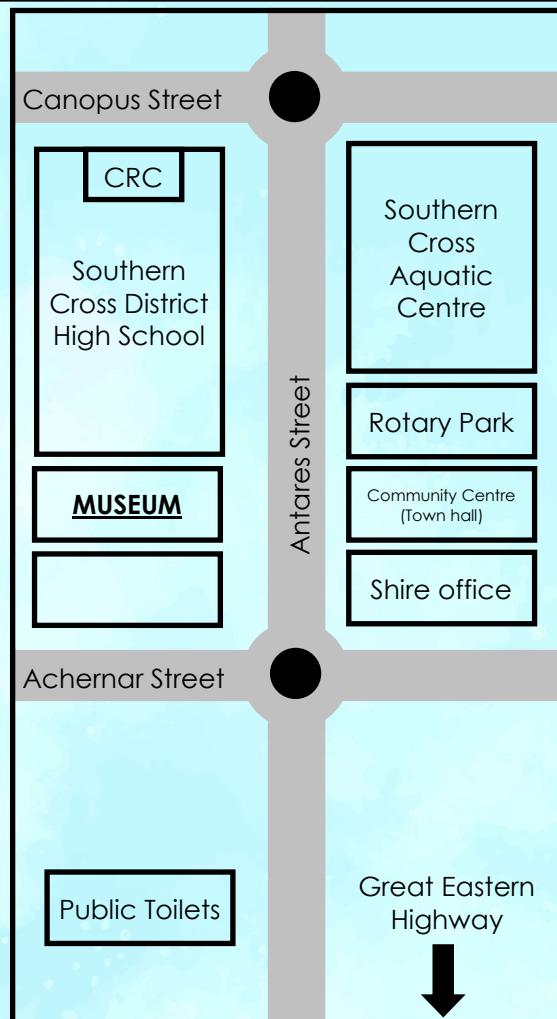 Canopus Street
CRC
Southern
Cross District
High School
Southern
Cross
Aquatic
Centre
Antares Street
Rotary Park
MUSEUM
Community Centre
(Town hall)
Shire office
Achernar Street
Public Toilets
Great Eastern
Highway